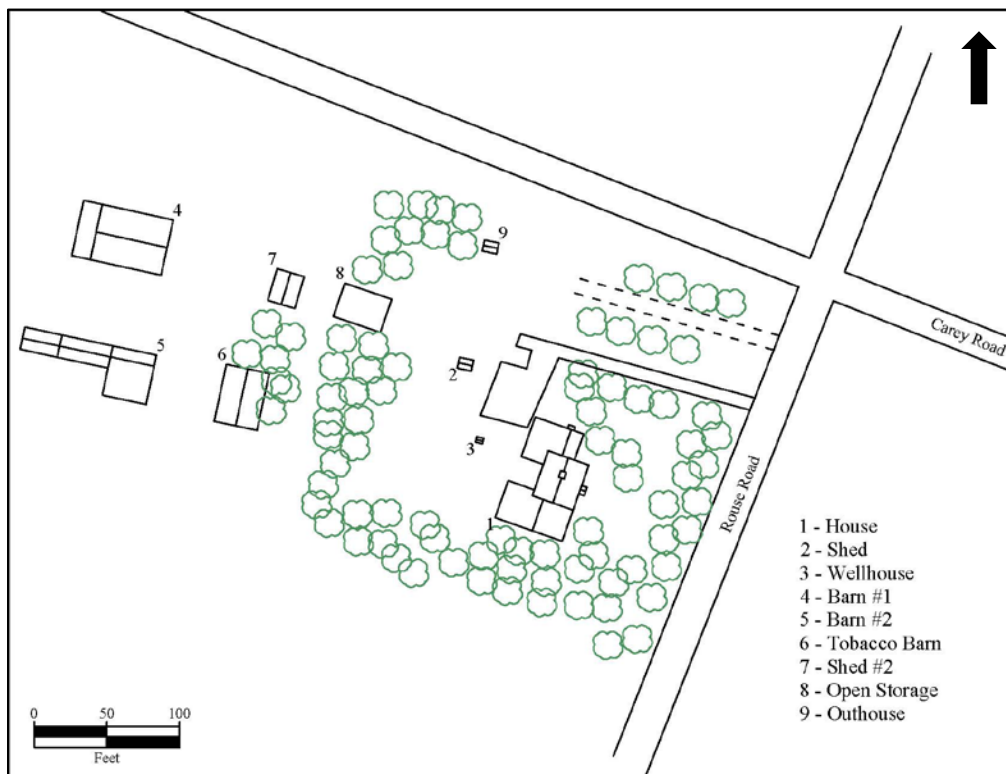 4
9
7
8
Carey Road
5
6
2
3
Rouse Road
1
1 - House
2 - Shed
3 - Wellhouse
4 - Barn #1
5 - Barn #2
6 - Tobacco Barn
7 - Shed #2
8 - Open Storage
9 - Outhouse
0 50 100
Feet